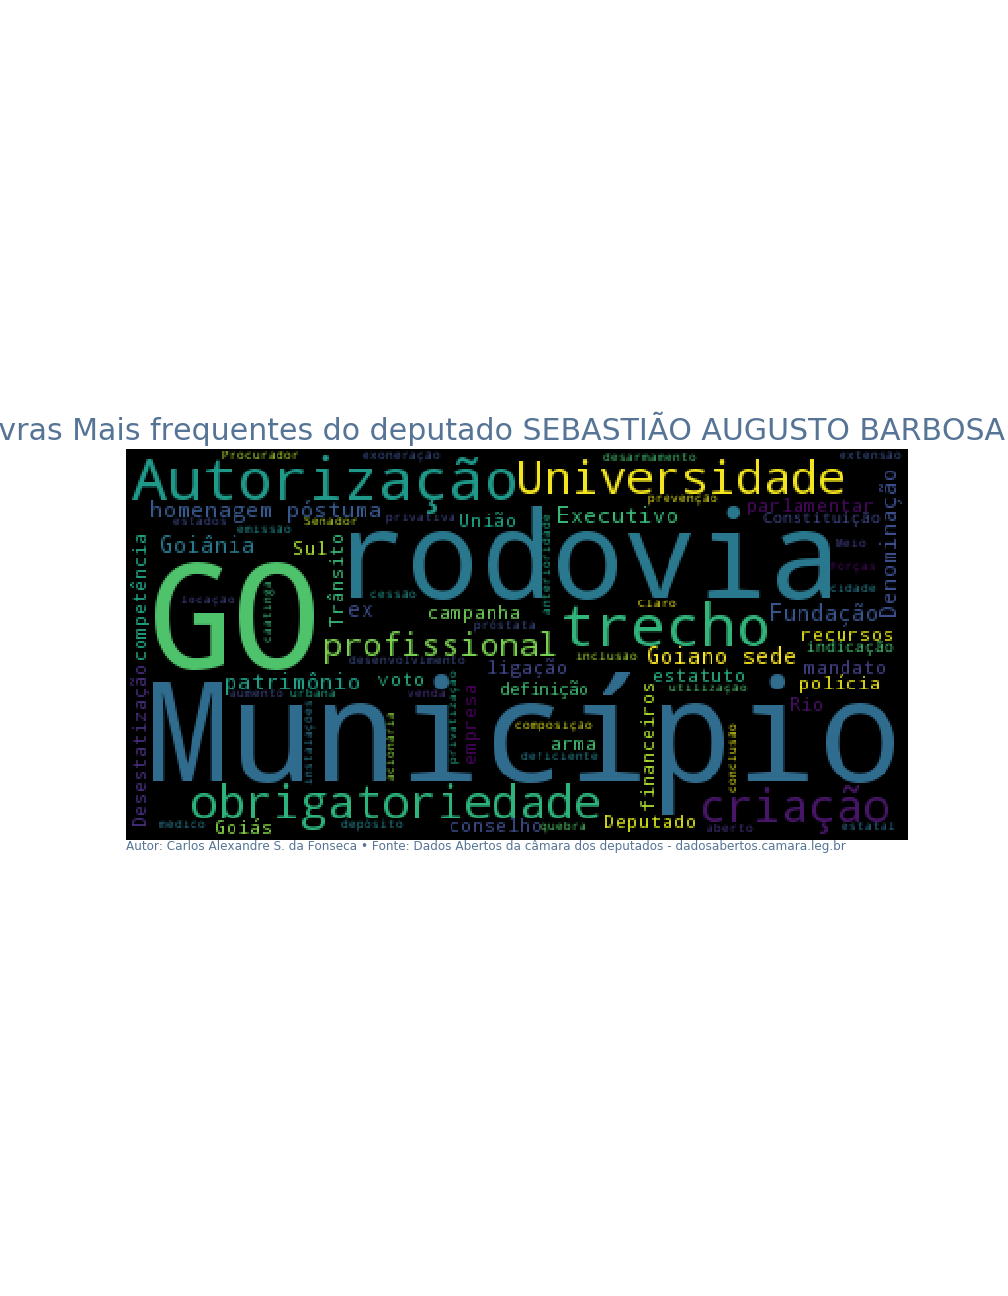 vras Mais frequentes do deputado SEBASTIÃO AUGUSTO BARBOSA
Procurador
exoneração
desarmamento
extensão
Autorização
Universidade
prevenção
homenagem póstuma
parlamentar
estados
Senador
privativa
União
Executivo
Constituição
emissão
Denominação
Goiânia
Sul
rodovia
Meio
Trânsito
anterioridade
competência
GO
Forças
caatinga
cessão
cidade
locação
ex
campanha
claro
trecho
Fundação
próstata
recursos
profissional
indicação
desenvolvimento
inclusão
Goiano sede
ligação
mandato
patrimônio
voto
estatuto
polícia
definição
utilização
aumento
urbana
venda
Rio
Desestatização
Município
instalações
acionária
privatização
empresa
composição
arma
deficiente
financeiros
conclusão
obrigatoriedade
criação
médico
Goiás
depósito
conselho
quebra
Deputado
aberto
estatal
Autor: Carlos Alexandre S. da Fonseca • Fonte: Dados Abertos da câmara dos deputados - dadosabertos.camara.leg.br